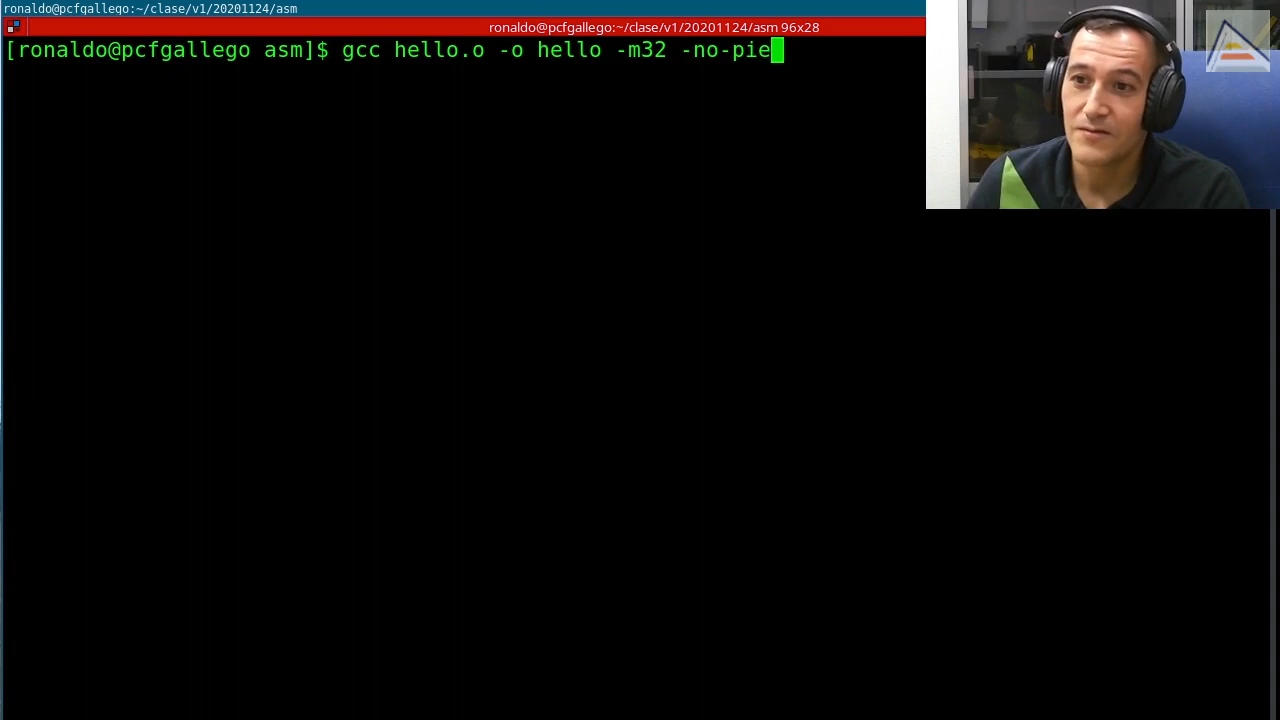 ronaldo@pcfgallego:~/clase/v1/20201124/asm
ronaldo@pcfgallego:~/clase/v1/20201124/asm 96x28
[ronaldo@pcfgallego asm]$ gcc hello.o -o hello -m32 -no-pie